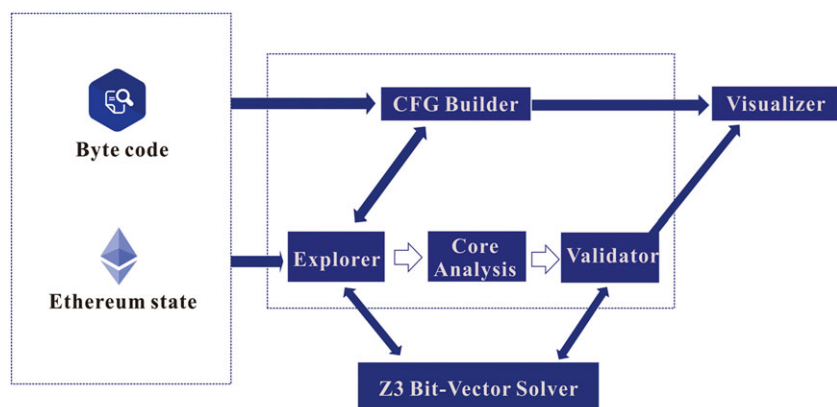 Byte code
Ethereum state
CFG Builder
Visualizer
Explorer
Core
Analysis
Validator
Z3 Bit-Vector Solver